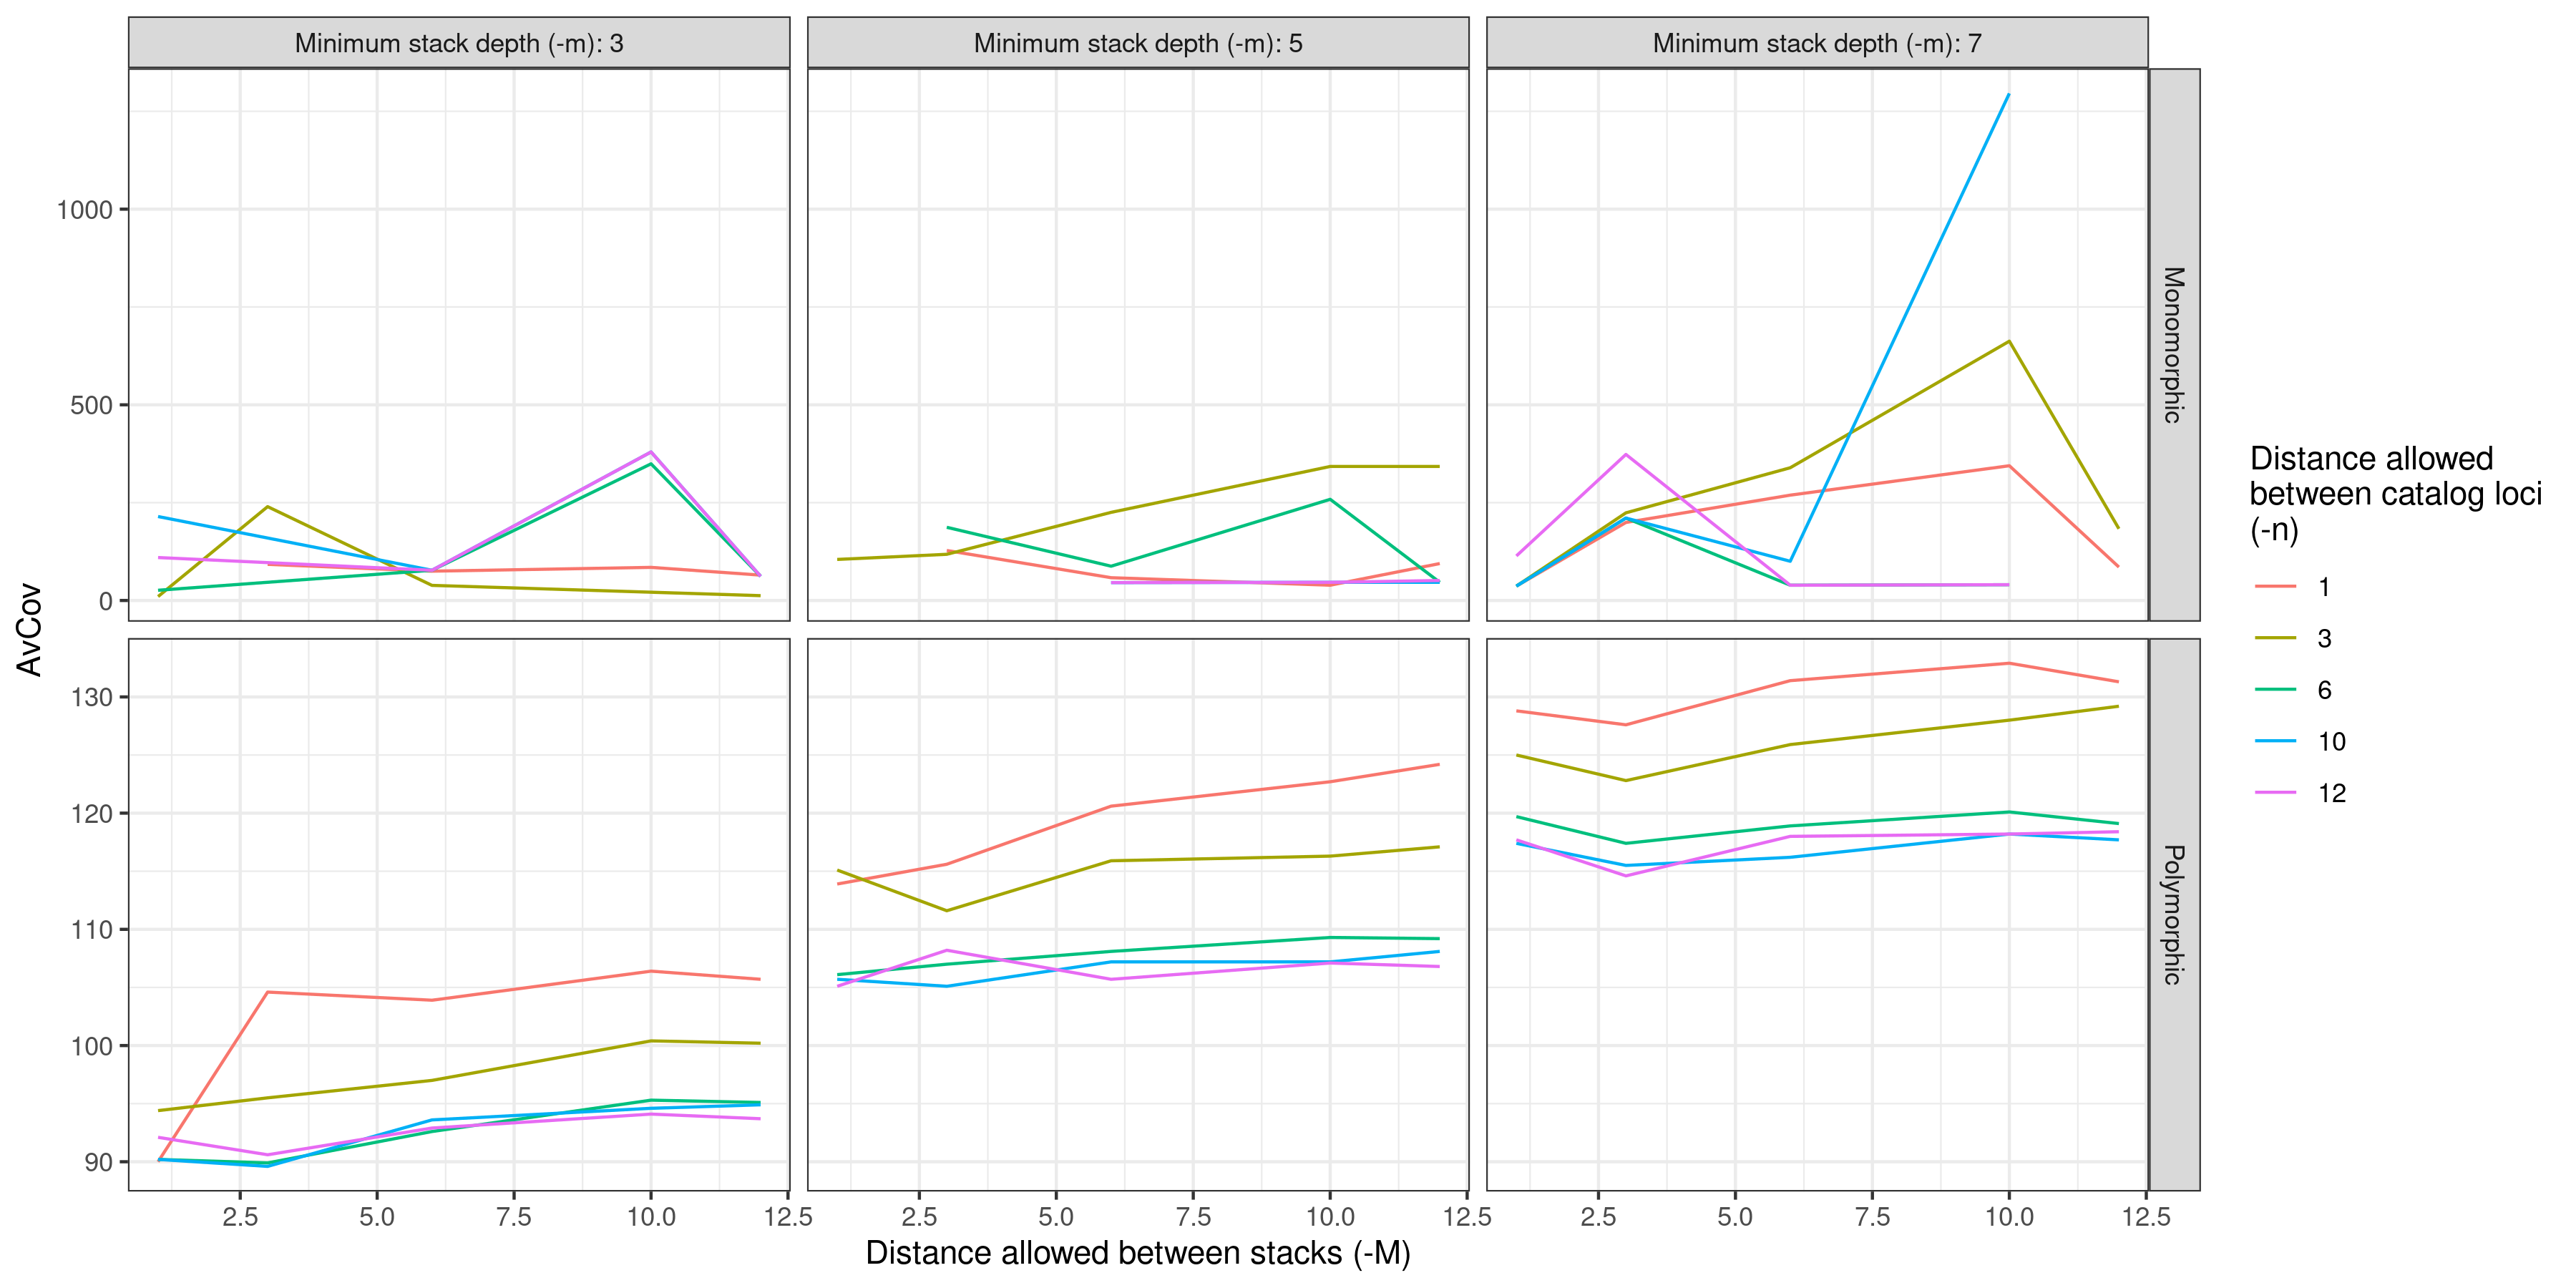 Minimum stack depth (-m): 3
Minimum stack depth (-m): 5
Minimum stack depth (-m): 7
1000
500
0
Monomorphic
130
120
110
100
90
Polymorphic
AvCov
2.5 5.0 7.5 10.0 12.5
2.5 5.0 7.5 10.0 12.5
2.5 5.0 7.5 10.0 12.5
Distance allowed between stacks (-M)
Distance allowed
between catalog loci
(-n)
1
3
6
10
12